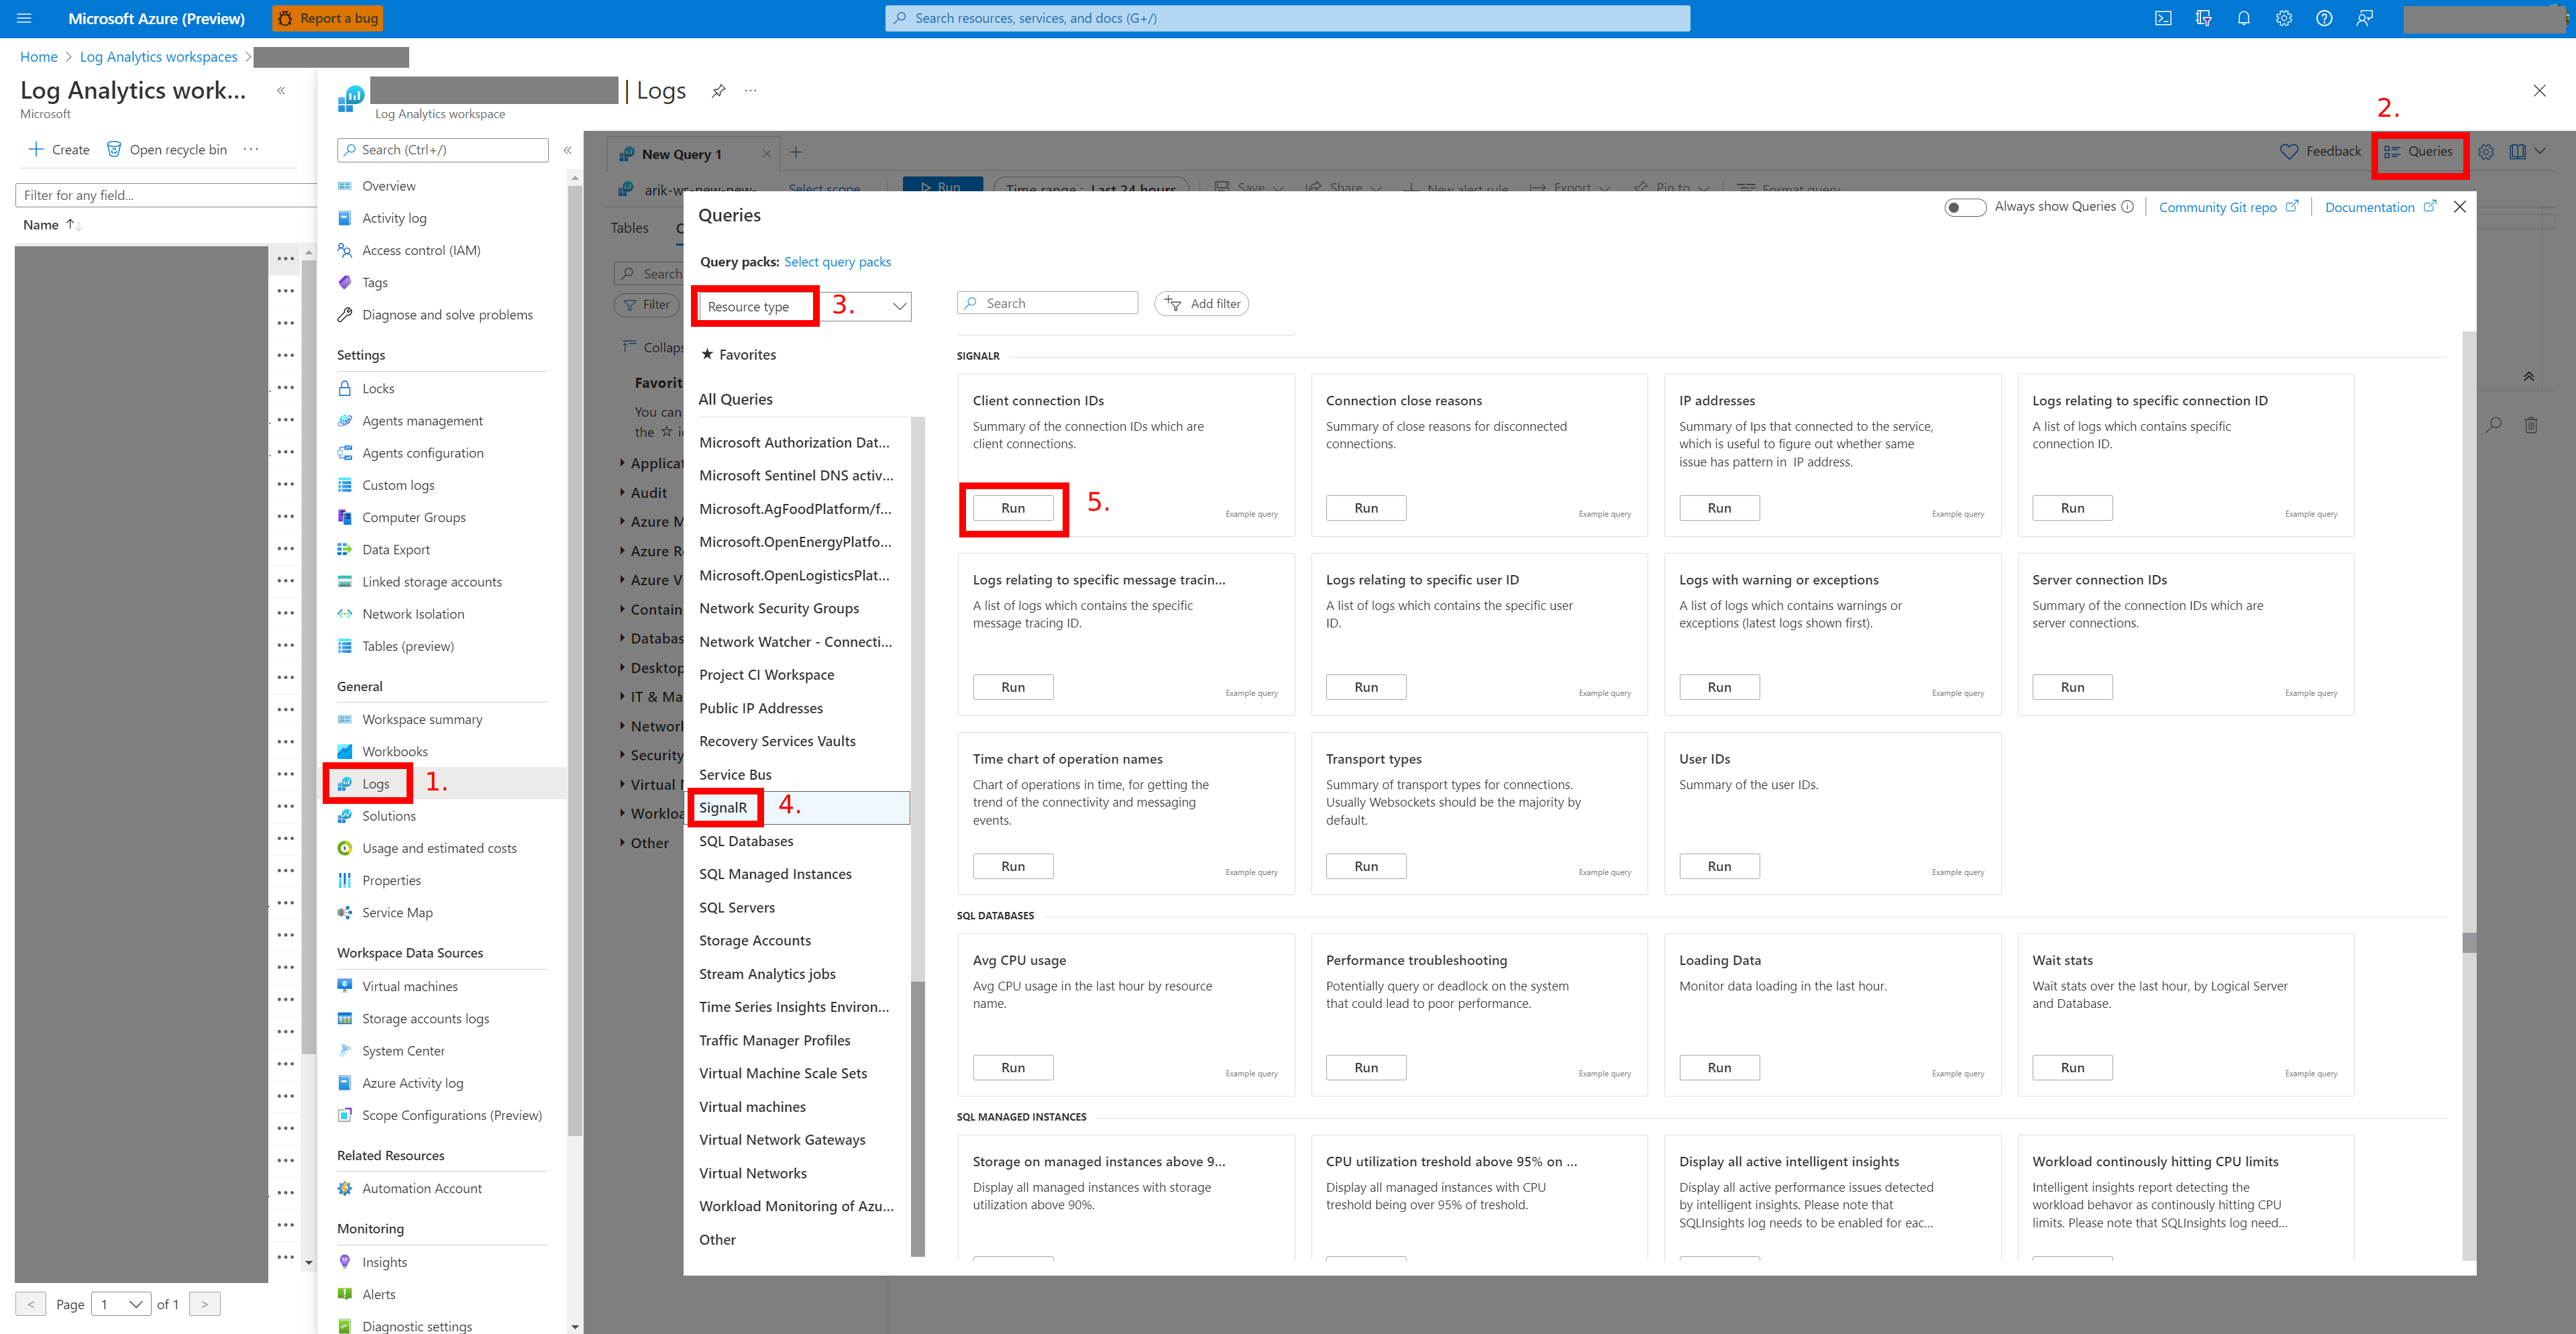 Microsoft Azure (Preview)
Report a bug
Search resources, services, and docs (G+/)
Home > Log Analytics workspaces >
Log Analytics work...
Microsoft
Create
Open recycle bin
Filter for any field...
Name
Page 1 of 1
| Logs
Log Analytics workspace
Search (Ctrl+/)
Overview
Activity log
Access control (IAM)
Tags
Diagnose and solve problems
Settings
Locks
Agents management
Agents configuration
Custom logs
Computer Groups
Data Export
Linked storage accounts
Network Isolation
Tables (preview)
General
Workspace summary
Workbooks
Logs
1.
Solutions
Usage and estimated costs
Properties
Service Map
Workspace Data Sources
Virtual machines
Storage accounts logs
System Center
Azure Activity log
Scope Configurations (Preview)
Related Resources
Automation Account
Monitoring
Insights
Alerts
Diagnostic settings
New Query 1
2.
Feedback
Queries
arik-ws-new-new-
Select scope
Run
Time range : Last 24 hours
Save
Share
New alert rule
Export
Pin to
Format query
Tables
Search
Filter
Collaps
Favorit
You can
the ☆ i
Applicat
Audit
Azure M
Azure Re
Azure V
Contain
Databas
Desktop
IT & Ma
Network
Security
Virtual M
Workloa
Other
Queries
Always show Queries
Community Git repo
Documentation
Query packs: Select query packs
Resource type
3.
Search
Add filter
★ Favorites
All Queries
Microsoft Authorization Dat...
Microsoft Sentinel DNS activ...
Microsoft.AgFoodPlatform/f...
Microsoft.OpenEnergyPlatfo...
Microsoft.OpenLogisticsPlat...
Network Security Groups
Network Watcher - Connecti...
Project CI Workspace
Public IP Addresses
Recovery Services Vaults
Service Bus
SignalR
4.
SQL Databases
SQL Managed Instances
SQL Servers
Storage Accounts
Stream Analytics jobs
Time Series Insights Environ...
Traffic Manager Profiles
Virtual Machine Scale Sets
Virtual machines
Virtual Network Gateways
Virtual Networks
Workload Monitoring of Azu...
Other
SIGNALR
Client connection IDs
Summary of the connection IDs which are
client connections.
Run
5.
Example query
Connection close reasons
Summary of close reasons for disconnected
connections.
Run
Example query
IP addresses
Summary of Ips that connected to the service,
which is useful to figure out whether same
issue has pattern in IP address.
Run
Example query
Logs relating to specific connection ID
A list of logs which contains specific
connection ID.
Run
Example query
Logs relating to specific message tracin...
A list of logs which contains the specific
message tracing ID.
Run
Example query
Logs relating to specific user ID
A list of logs which contains the specific user
ID.
Run
Example query
Logs with warning or exceptions
A list of logs which contains warnings or
exceptions (latest logs shown first).
Run
Example query
Server connection IDs
Summary of the connection IDs which are
server connections.
Run
Example query
Time chart of operation names
Chart of operations in time, for getting the
trend of the connectivity and messaging
events.
Run
Example query
Transport types
Summary of transport types for connections.
Usually Websockets should be the majority by
default.
Run
Example query
User IDs
Summary of the user IDs.
Run
Example query
SQL DATABASES
Avg CPU usage
Avg CPU usage in the last hour by resource
name.
Run
Example query
Performance troubleshooting
Potentially query or deadlock on the system
that could lead to poor performance.
Run
Example query
Loading Data
Monitor data loading in the last hour.
Run
Example query
Wait stats
Wait stats over the last hour, by Logical Server
and Database.
Run
Example query
SQL MANAGED INSTANCES
Storage on managed instances above 9...
Display all managed instances with storage
utilization above 90%.
CPU utilization treshold above 95% on ...
Display all managed instances with CPU
treshold being over 95% of treshold.
Display all active intelligent insights
Display all active performance issues detected
by intelligent insights. Please note that
SQLInsights log needs to be enabled for eac...
Workload continously hitting CPU limits
Intelligent insights report detecting the
workload behavor as continously hitting CPU
limits. Please note that SQLInsights log need...